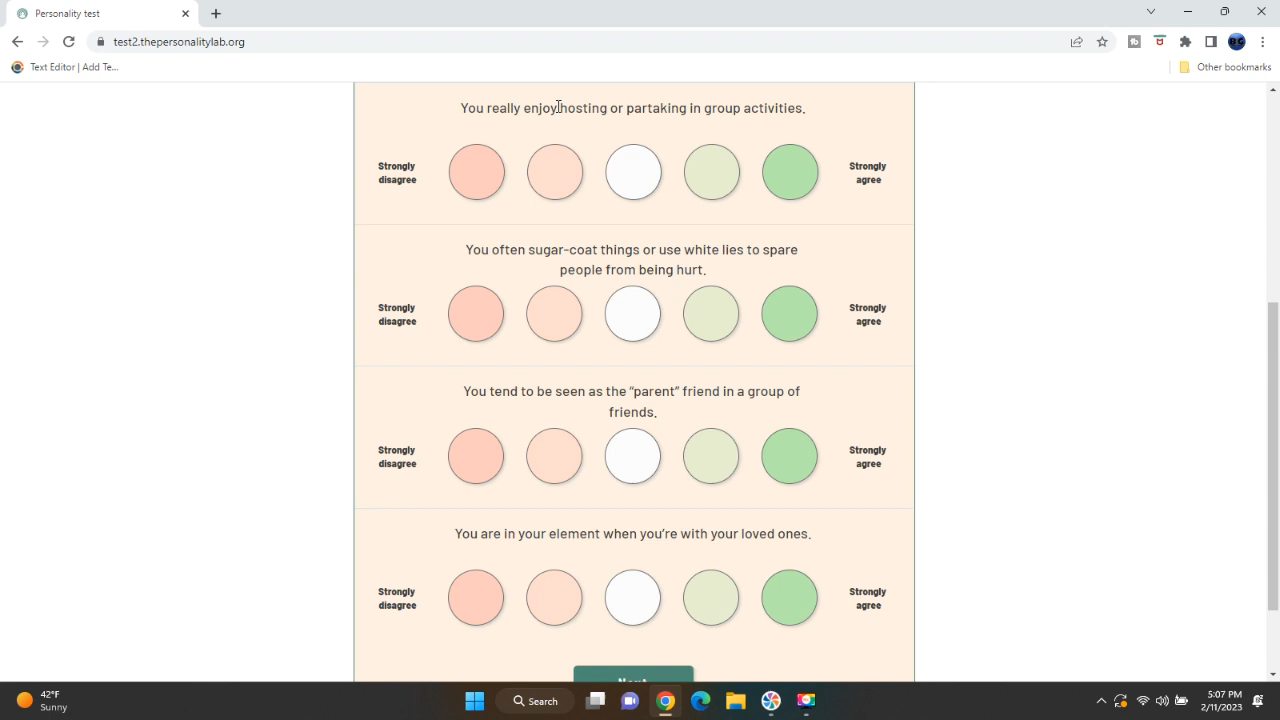 Personality test
test2.thepersonalitylab.org
Text Editor | Add Te...
Other bookmarks
You really enjoy hosting or partaking in group activities.
Strongly
disagree
Strongly
agree
You often sugar-coat things or use white lies to spare
people from being hurt.
Strongly
disagree
Strongly
agree
You tend to be seen as the “parent” friend in a group of
friends.
Strongly
disagree
Strongly
agree
You are in your element when you’re with your loved ones.
Strongly
disagree
Strongly
agree
Next
42°F
Sunny
Search
5:07 PM
2/11/2023